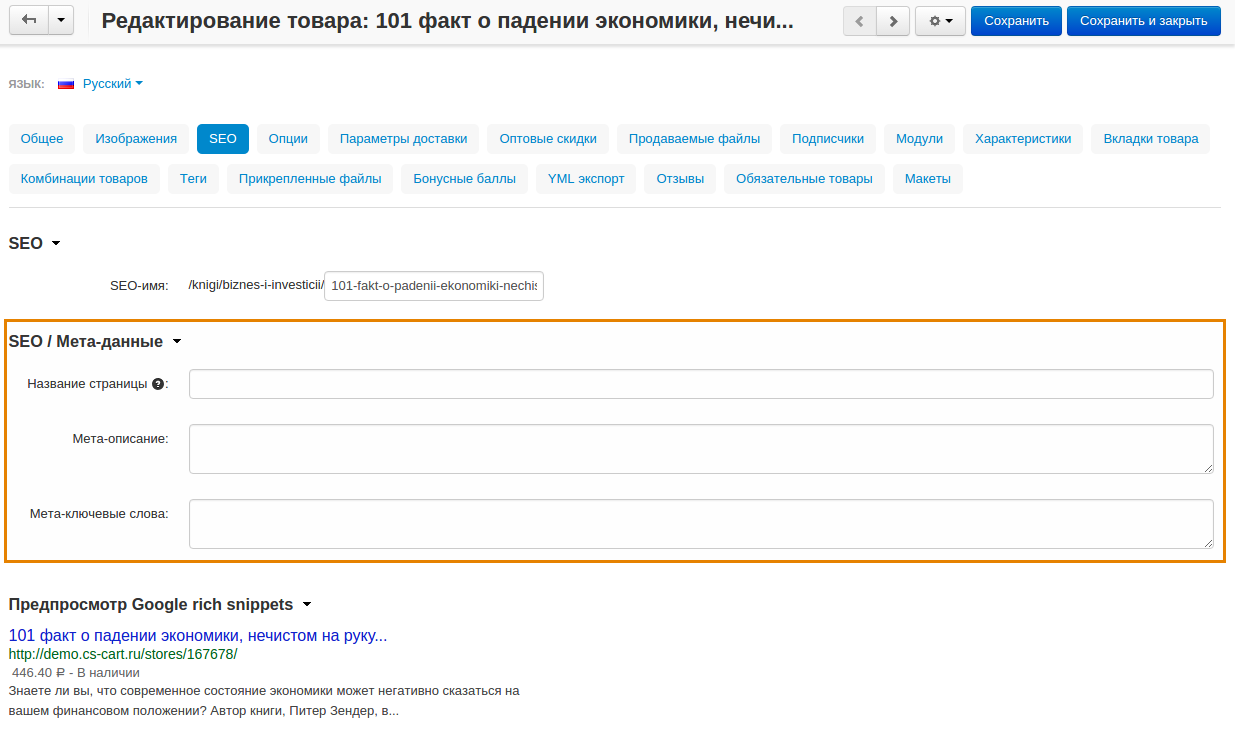 Редактирование товара: 101 факт о падении экономики, нечи...
Сохранить
Сохранить и закрыть
ЯЗЫК: Русский
Общее Изображения SEO Опции Параметры доставки Оптовые скидки Продаваемые файлы Подписчики Модули Характеристики Вкладки товара
Комбинации товаров Теги Прикрепленные файлы Бонусные баллы YML экспорт Отзывы Обязательные товары Макеты
SEO
SEO-имя: /knigi/biznes-i-investicii/ 101-fakt-o-padenii-ekonomiki-nechis
SEO / Мета-данные
Название страницы ?:
Мета-описание:
Мета-ключевые слова:
Предпросмотр Google rich snippets
101 факт о падении экономики, нечистом на руку...
http://demo.cs-cart.ru/stores/167678/
446.40 ₽ - В наличии
Знаете ли вы, что современное состояние экономики может негативно сказаться на
вашем финансовом положении? Автор книги, Питер Зендер, в...